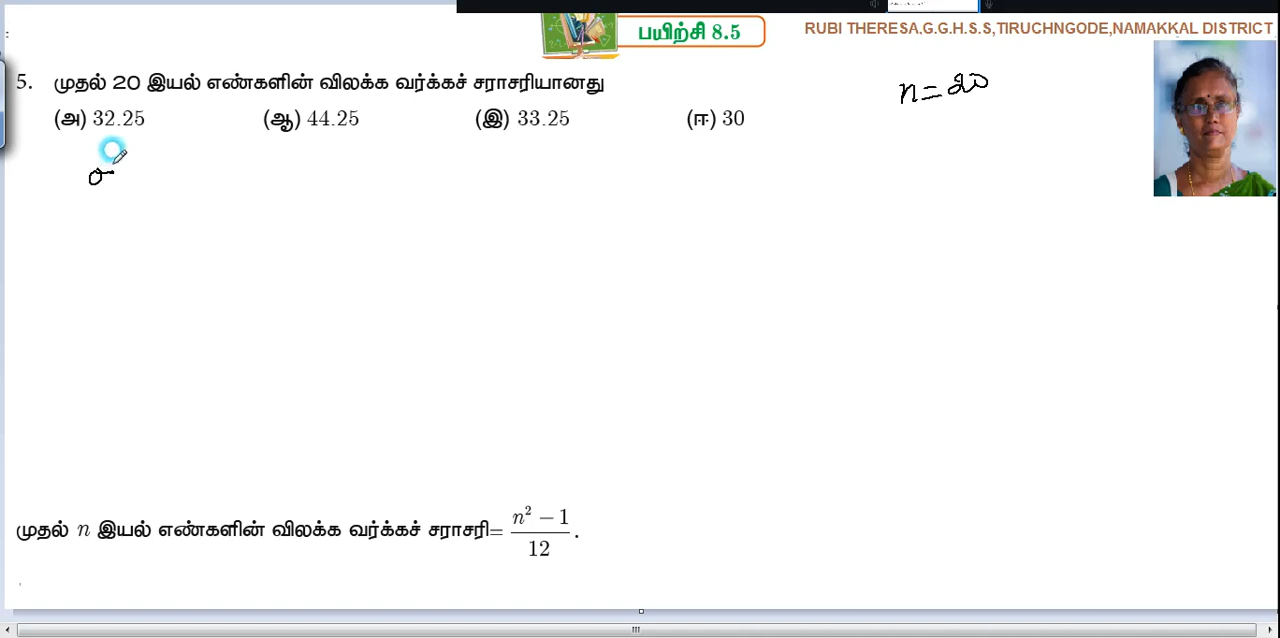 பயிற்சி 8.5
RUBI THERESA,G.G.H.S.S,TIRUCHNGODE,NAMAKKAL DISTRICT
5. முதல் 20 இயல் எண்களின் விலக்க வர்க்கச் சராசரியானது
n = 20
(அ) 32.25 (ஆ) 44.25 (இ) 33.25 (ஈ) 30
σ
முதல் n இயல் எண்களின் விலக்க வர்க்கச் சராசரி= n² − 1 / 12 .